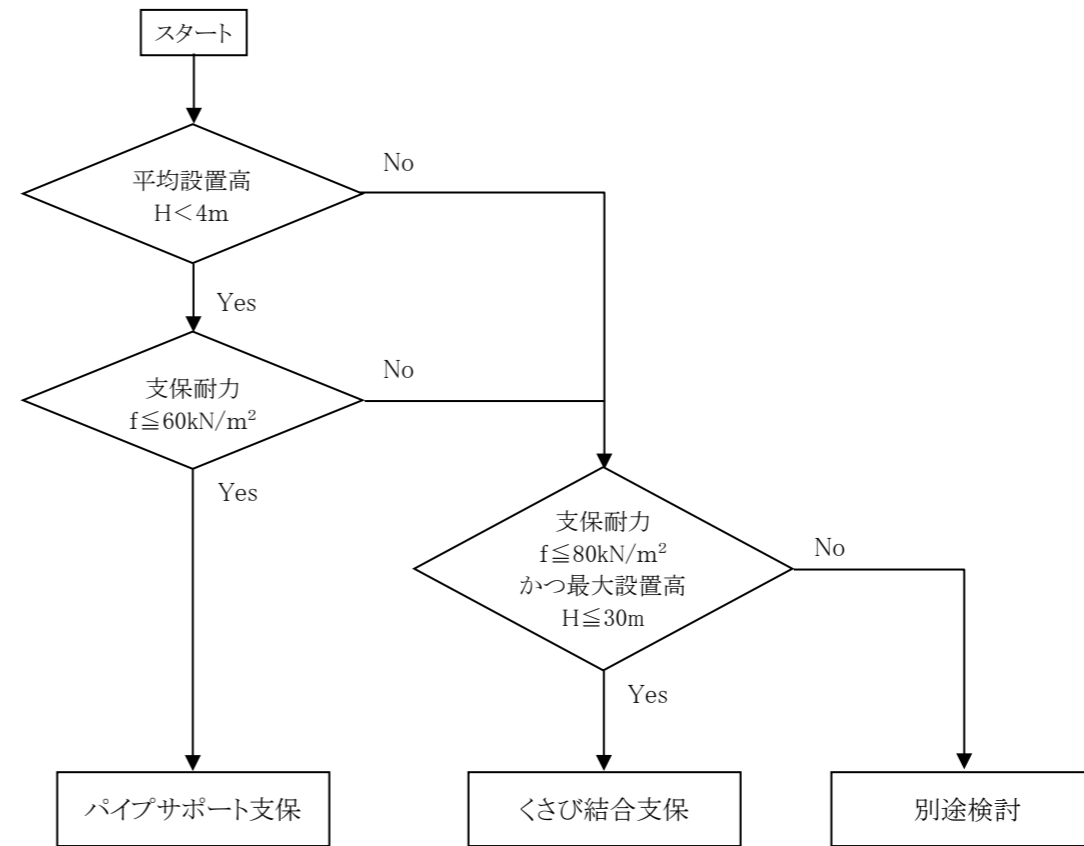 スタート
平均設置高
H＜4m
No
Yes
支保耐力
f≦60kN/m²
No
Yes
支保耐力
f≦80kN/m²
かつ最大設置高
H≦30m
No
Yes
パイプサポート支保
くさび結合支保
別途検討